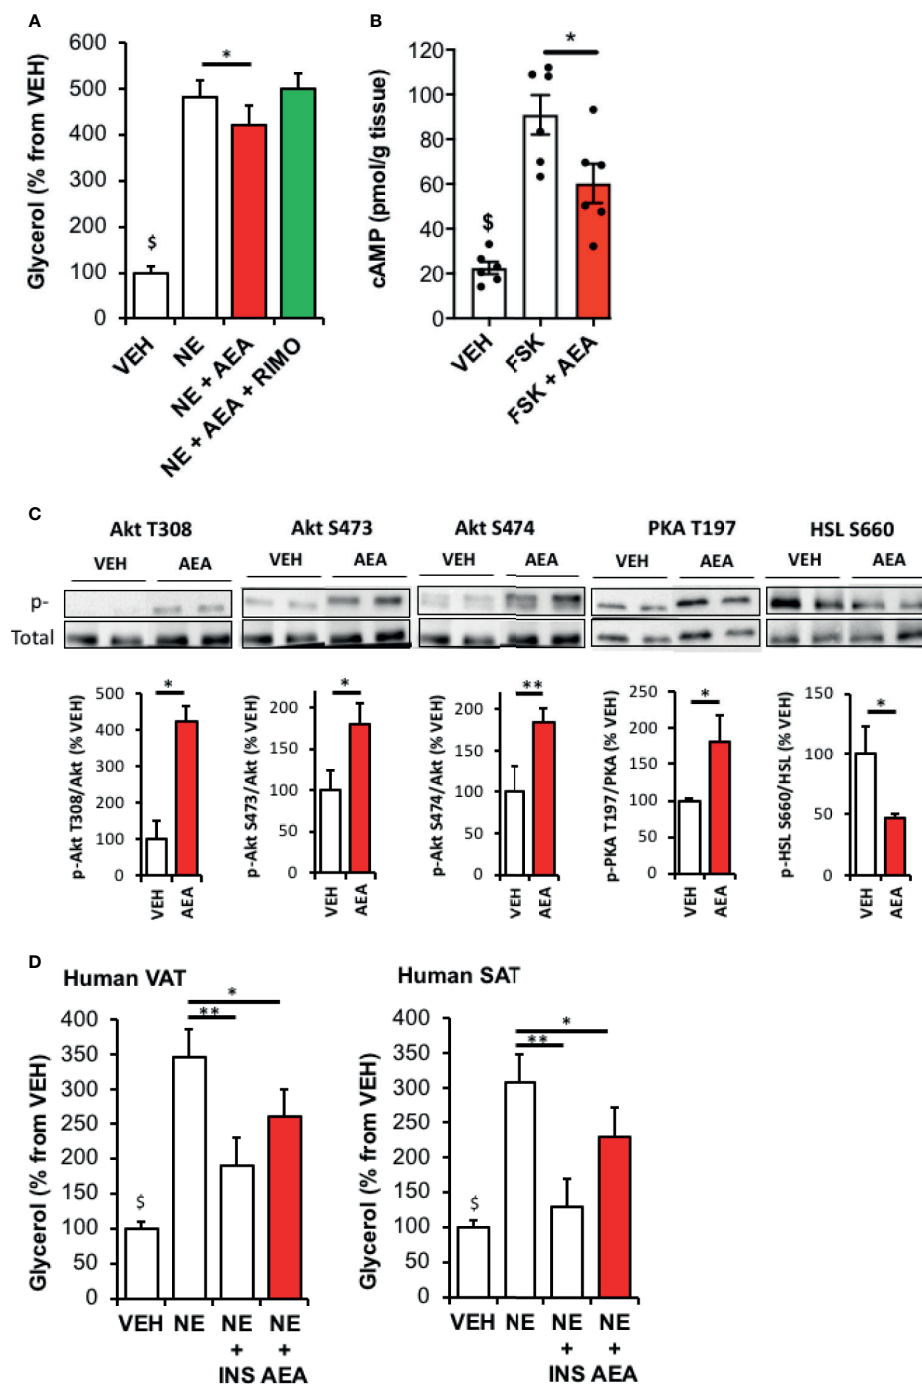 A
Glycerol (% from VEH)
600
500
400
300
200
100
0
$
*
VEH
NE
NE + AEA
NE + AEA + RIMO
B
cAMP (pmol/g tissue)
120
100
80
60
40
20
0
$
*
VEH
FSK
FSK + AEA
C
Akt T308
Akt S473
Akt S474
PKA T197
HSL S660
VEH AEA
VEH AEA
VEH AEA
VEH AEA
VEH AEA
p-
Total
p-Akt T308/Akt (% VEH)
500
400
300
200
100
0
*
VEH
AEA
p-Akt S473/Akt (% VEH)
200
150
100
50
0
*
VEH
AEA
p-Akt S474/Akt (% VEH)
200
150
100
50
0
**
VEH
AEA
p-PKA T197/PKA (% VEH)
250
200
150
100
50
0
*
VEH
AEA
p-HSL S660/HSL (% VEH)
150
100
50
0
*
VEH
AEA
D
Human VAT
Glycerol (% from VEH)
400
350
300
250
200
150
100
50
0
$
*
**
VEH NE NE NE
+ +
INS AEA
Human SAT
Glycerol (% from VEH)
400
350
300
250
200
150
100
50
0
$
*
**
VEH NE NE NE
+ +
INS AEA